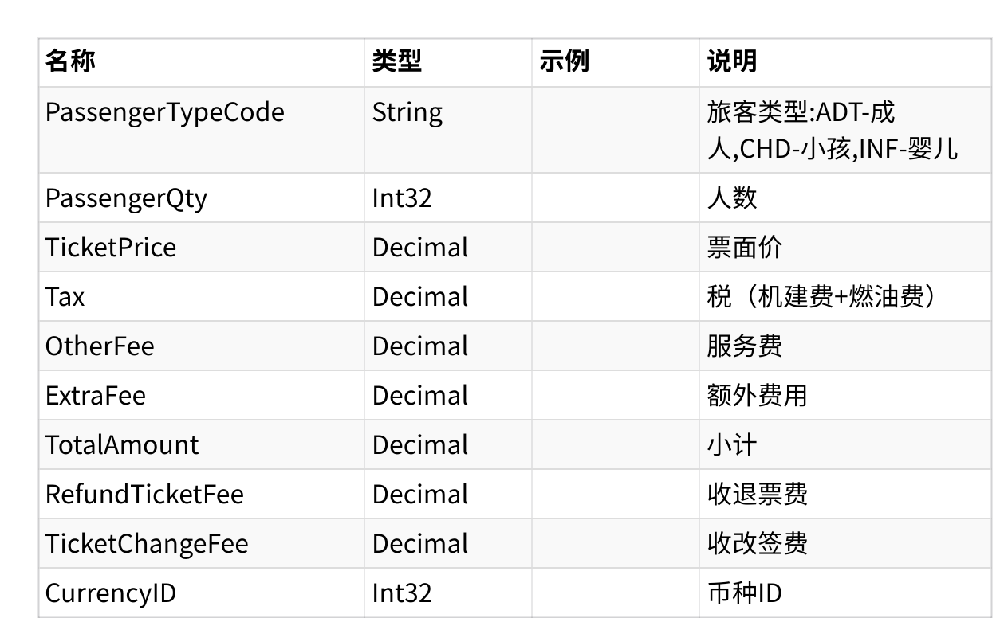 名称 类型 示例 说明
PassengerTypeCode String 旅客类型:ADT-成
人,CHD-小孩,INF-婴儿
PassengerQty Int32 人数
TicketPrice Decimal 票面价
Tax Decimal 税（机建费+燃油费）
OtherFee Decimal 服务费
ExtraFee Decimal 额外费用
TotalAmount Decimal 小计
RefundTicketFee Decimal 收退票费
TicketChangeFee Decimal 收改签费
CurrencyID Int32 币种ID